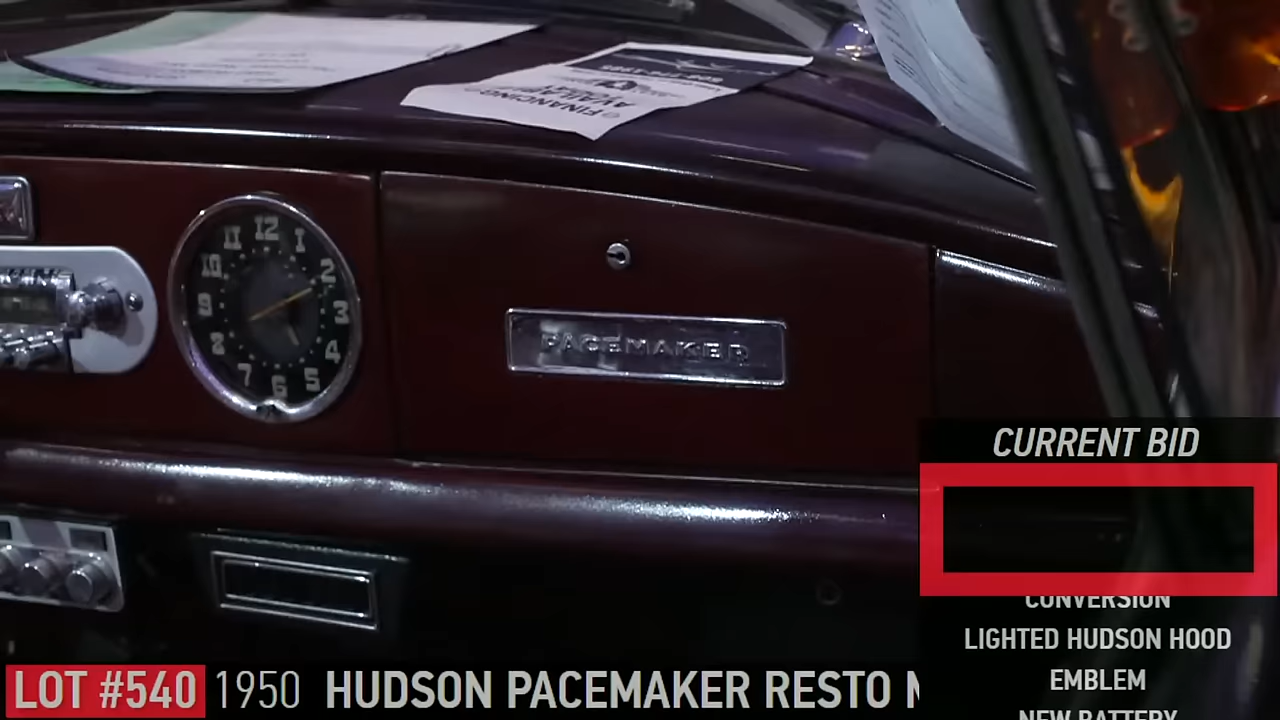 FINANCING
PACEMAKER
12
11
1
10
2
9
3
8
4
7
5
6
CURRENT BID
CONVERSION
LIGHTED HUDSON HOOD
EMBLEM
NEW BATTERY
LOT #540 1950 HUDSON PACEMAKER RESTO